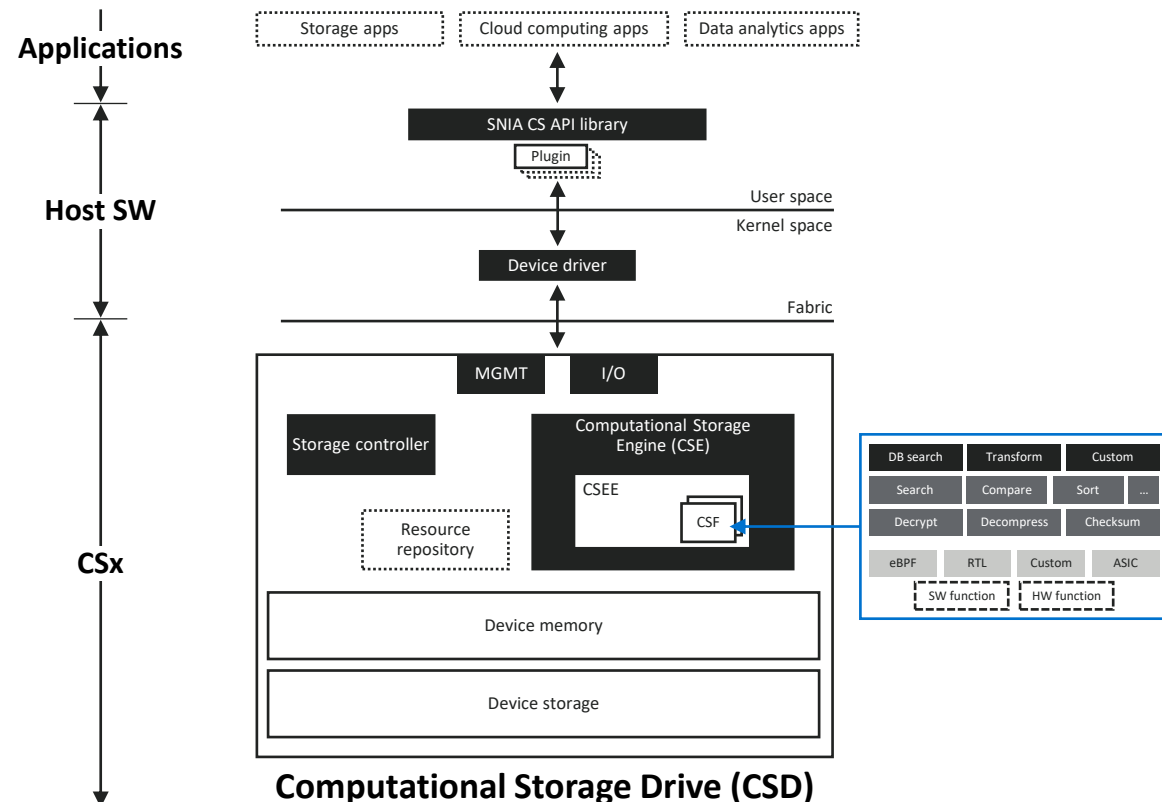 Applications
Storage apps
Cloud computing apps
Data analytics apps
SNIA CS API library
Plugin
Host SW
User space
Kernel space
Device driver
Fabric
CSx
MGMT
I/O
Storage controller
Computational Storage
Engine (CSE)
CSEE
CSF
Resource
repository
Device memory
Device storage
DB search
Transform
Custom
Search
Compare
Sort
...
Decrypt
Decompress
Checksum
eBPF
RTL
Custom
ASIC
SW function
HW function
Computational Storage Drive (CSD)